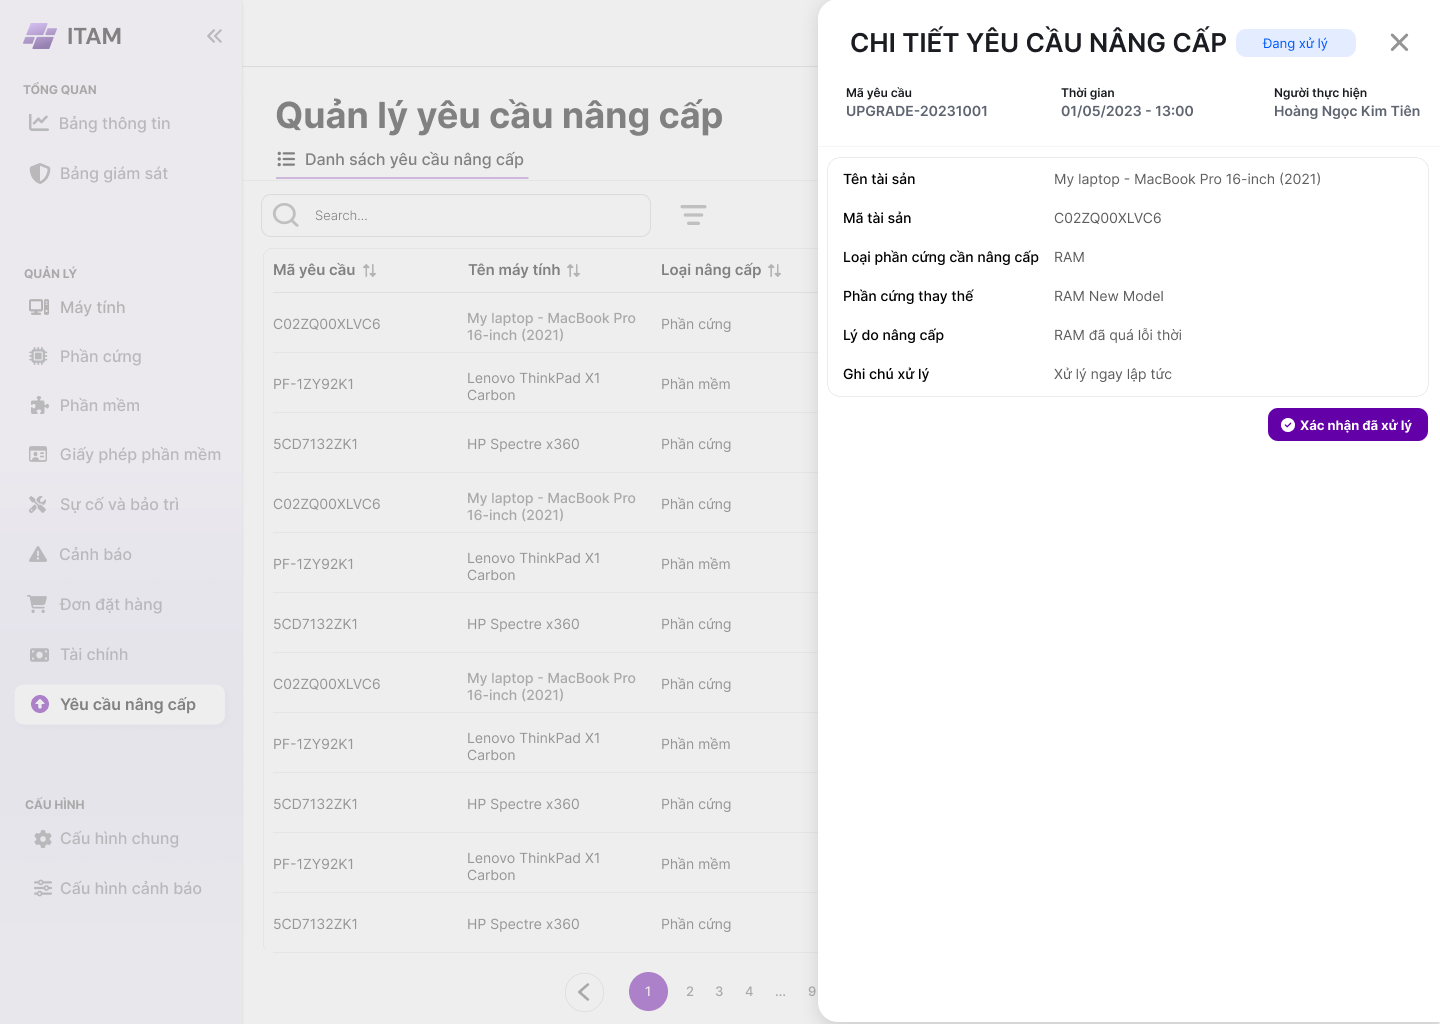 ITAM
TỔNG QUAN
Bảng thông tin
Bảng giám sát
QUẢN LÝ
Máy tính
Phần cứng
Phần mềm
Giấy phép phần mềm
Sự cố và bảo trì
Cảnh báo
Đơn đặt hàng
Tài chính
Yêu cầu nâng cấp
CẤU HÌNH
Cấu hình chung
Cấu hình cảnh báo
Quản lý yêu cầu nâng cấp
Danh sách yêu cầu nâng cấp
Search...
Mã yêu cầu Tên máy tính Loại nâng cấp
C02ZQ00XLVC6 My laptop - MacBook Pro 16-inch (2021) Phần cứng
PF-1ZY92K1 Lenovo ThinkPad X1 Carbon Phần mềm
5CD7132ZK1 HP Spectre x360 Phần cứng
C02ZQ00XLVC6 My laptop - MacBook Pro 16-inch (2021) Phần cứng
PF-1ZY92K1 Lenovo ThinkPad X1 Carbon Phần mềm
5CD7132ZK1 HP Spectre x360 Phần cứng
C02ZQ00XLVC6 My laptop - MacBook Pro 16-inch (2021) Phần cứng
PF-1ZY92K1 Lenovo ThinkPad X1 Carbon Phần mềm
5CD7132ZK1 HP Spectre x360 Phần cứng
PF-1ZY92K1 Lenovo ThinkPad X1 Carbon Phần mềm
5CD7132ZK1 HP Spectre x360 Phần cứng
1 2 3 4 ... 9
CHI TIẾT YÊU CẦU NÂNG CẤP Đang xử lý
Mã yêu cầu Thời gian Người thực hiện
UPGRADE-20231001 01/05/2023 - 13:00 Hoàng Ngọc Kim Tiên
Tên tài sản My laptop - MacBook Pro 16-inch (2021)
Mã tài sản C02ZQ00XLVC6
Loại phần cứng cần nâng cấp RAM
Phần cứng thay thế RAM New Model
Lý do nâng cấp RAM đã quá lỗi thời
Ghi chú xử lý Xử lý ngay lập tức
Xác nhận đã xử lý